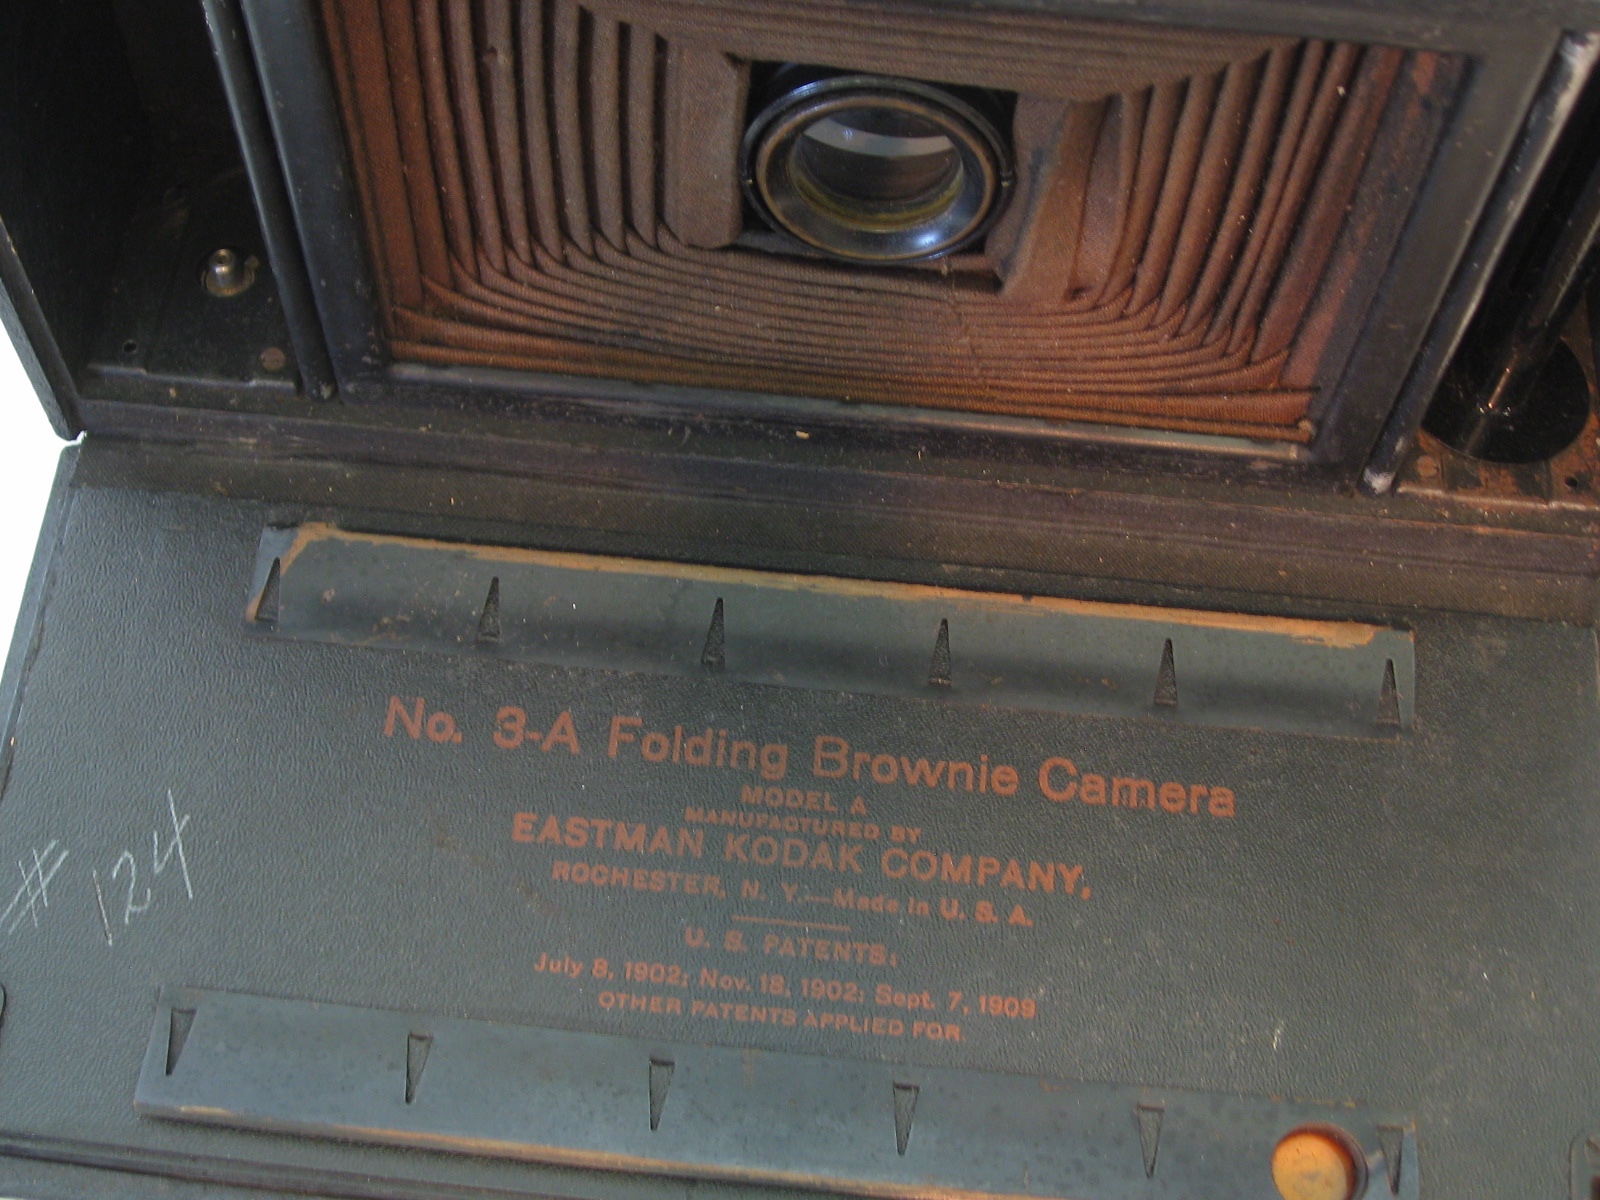 No. 3-A Folding Brownie Camera
MODEL A
MANUFACTURED BY
EASTMAN KODAK COMPANY,
ROCHESTER, N. Y.—Made in U. S. A.
U. S. PATENTS:
July 8, 1902; Nov. 18, 1902; Sept. 7, 1909
OTHER PATENTS APPLIED FOR.
# 124